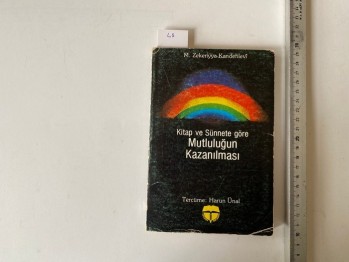 M. Zekeriyya Kandehlevî
Kitap ve Sünnete göre
Mutluluğun
Kazanılması
Tercüme: Harun Ünal